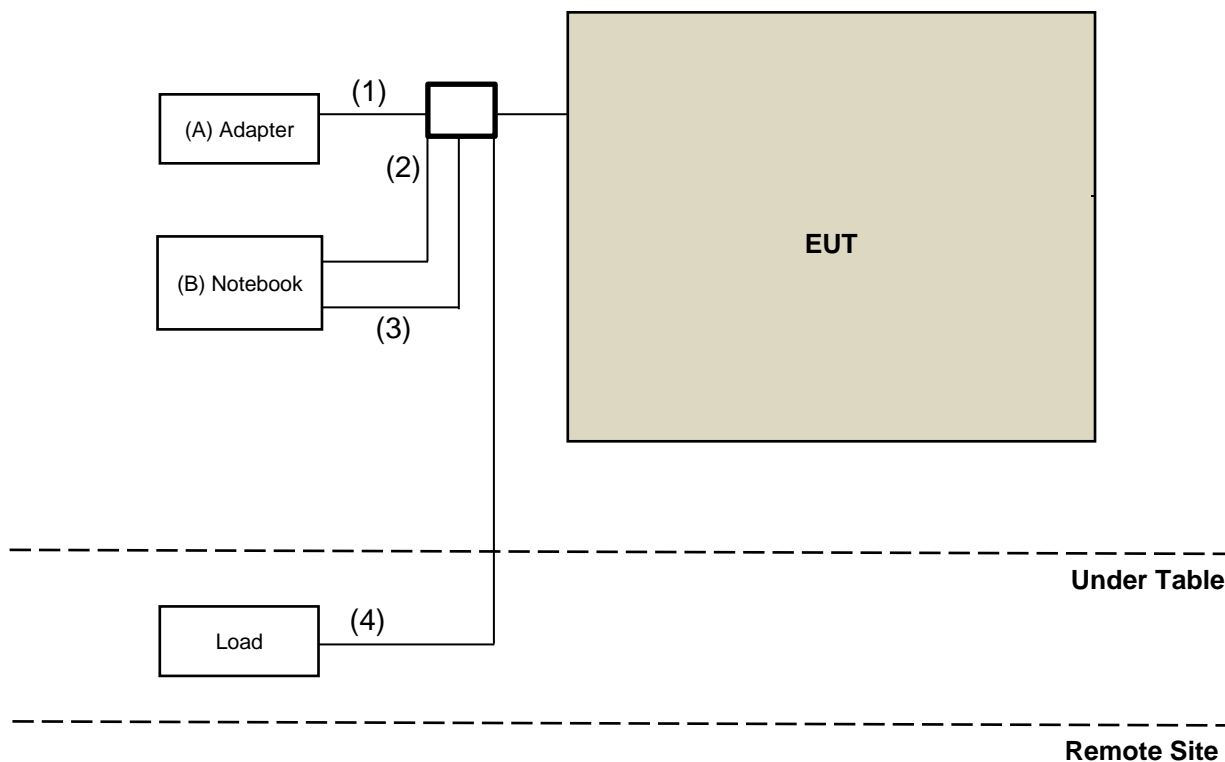 (1)
(A) Adapter
(2)
EUT
(B) Notebook
(3)
Under Table
(4)
Load
Remote Site